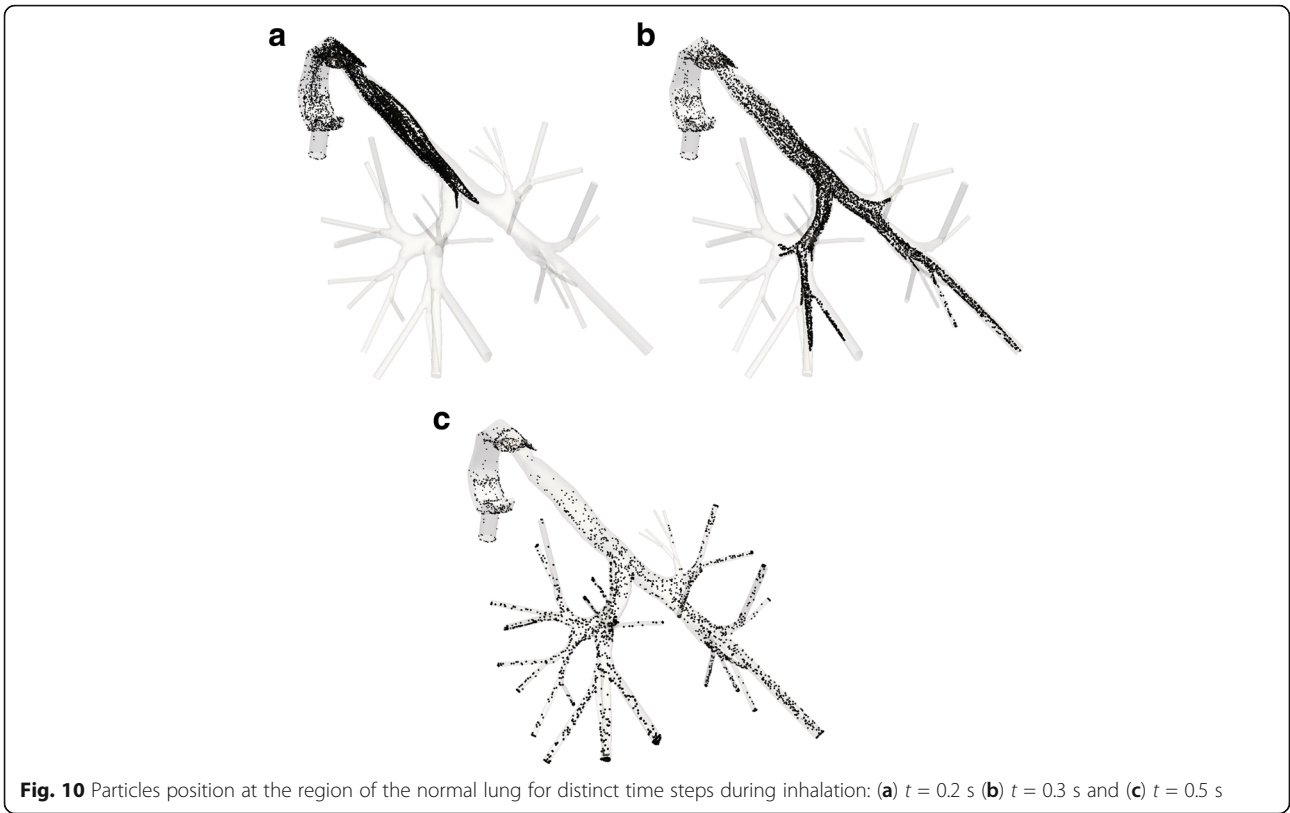 a
b
c
Fig. 10 Particles position at the region of the normal lung for distinct time steps during inhalation: (a) t = 0.2 s (b) t = 0.3 s and (c) t = 0.5 s